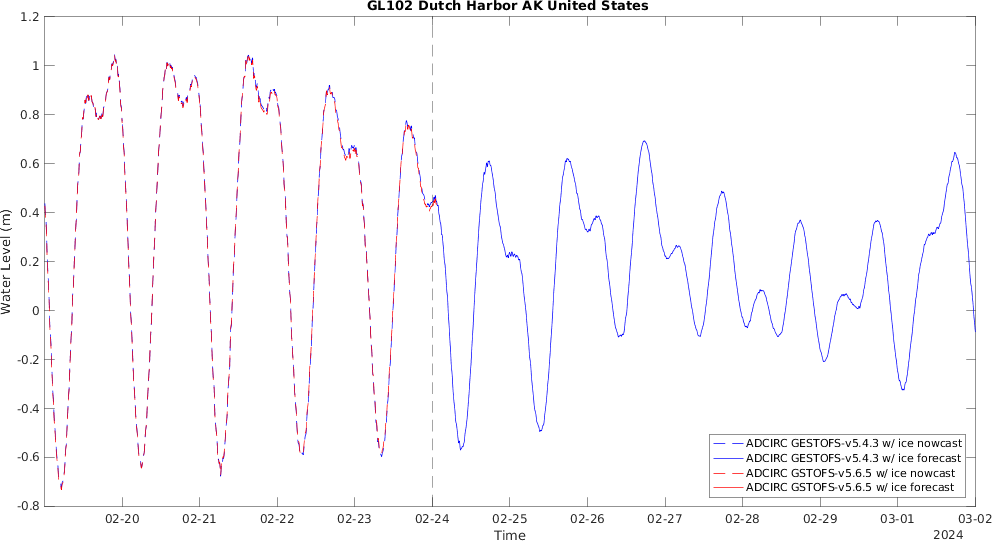 GL102 Dutch Harbor AK United States
1.2
1
0.8
0.6
0.4
0.2
0
-0.2
-0.4
-0.6
-0.8
Water Level (m)
ADCIRC GESTOFS-v5.4.3 w/ ice nowcast
ADCIRC GESTOFS-v5.4.3 w/ ice forecast
ADCIRC GSTOFS-v5.6.5 w/ ice nowcast
ADCIRC GSTOFS-v5.6.5 w/ ice forecast
02-20 02-21 02-22 02-23 02-24 02-25 02-26 02-27 02-28 02-29 03-01 03-02
Time 2024